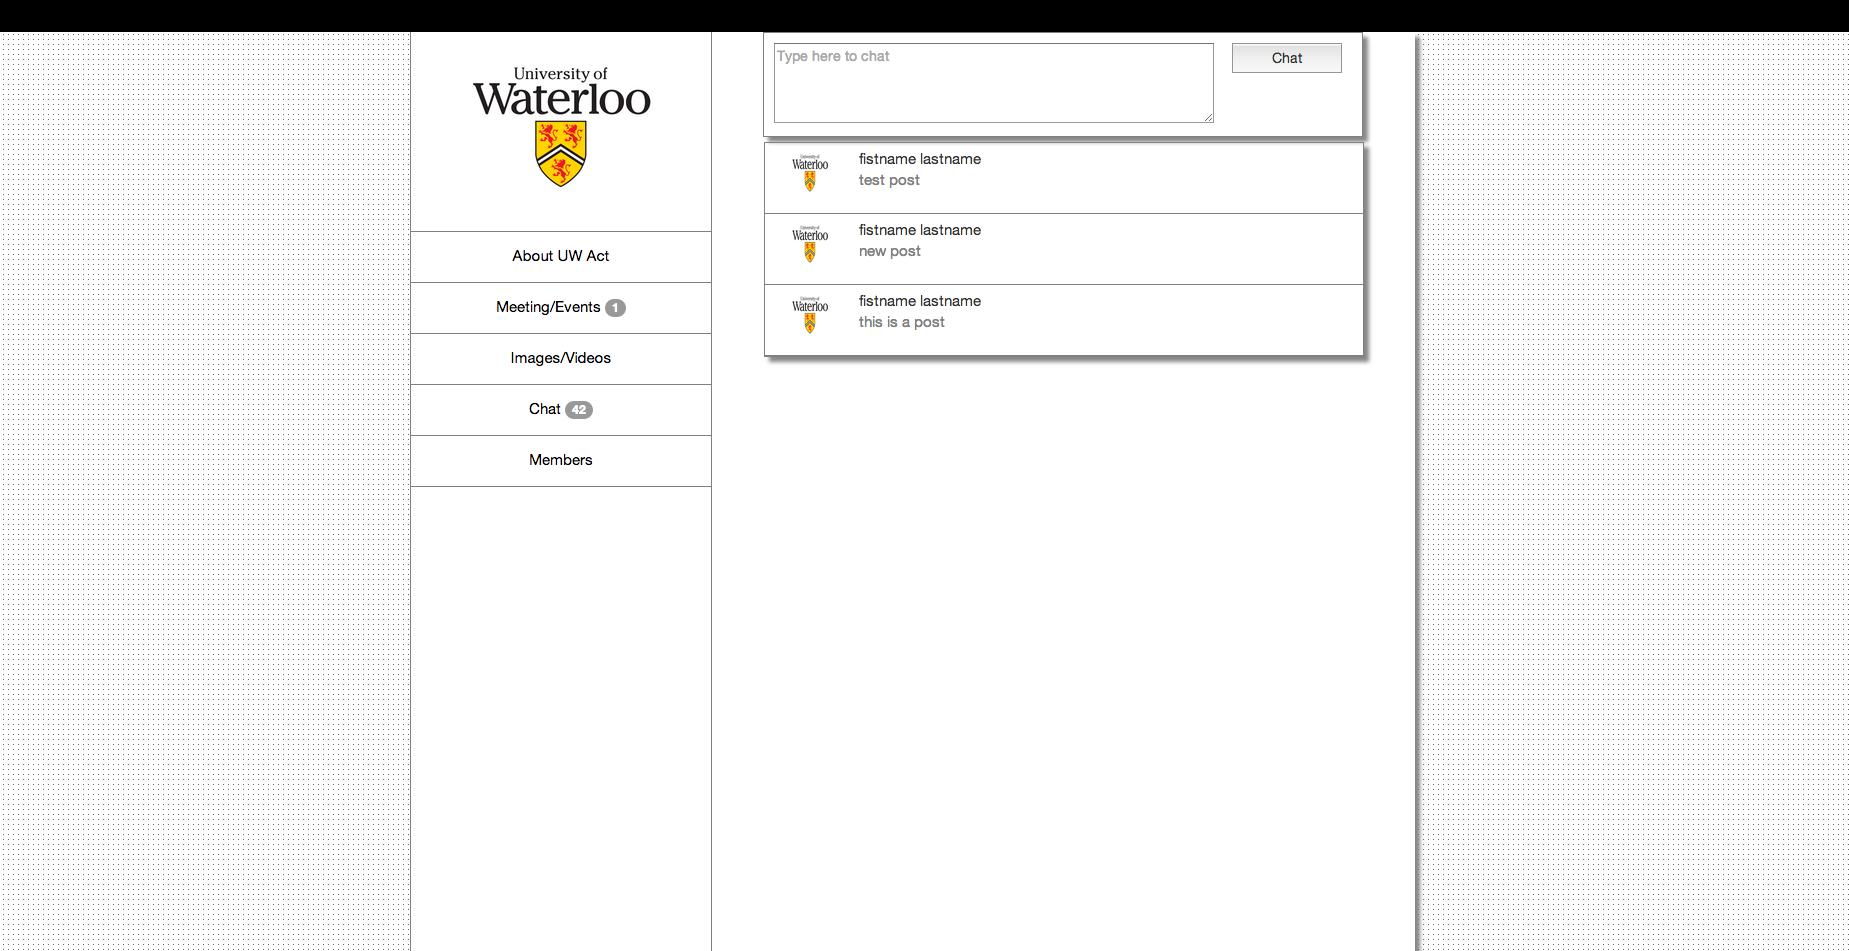 University of
Waterloo
About UW Act
Meeting/Events 1
Images/Videos
Chat 42
Members
Type here to chat
Chat
University of
Waterloo
fistname lastname
test post
University of
Waterloo
fistname lastname
new post
University of
Waterloo
fistname lastname
this is a post